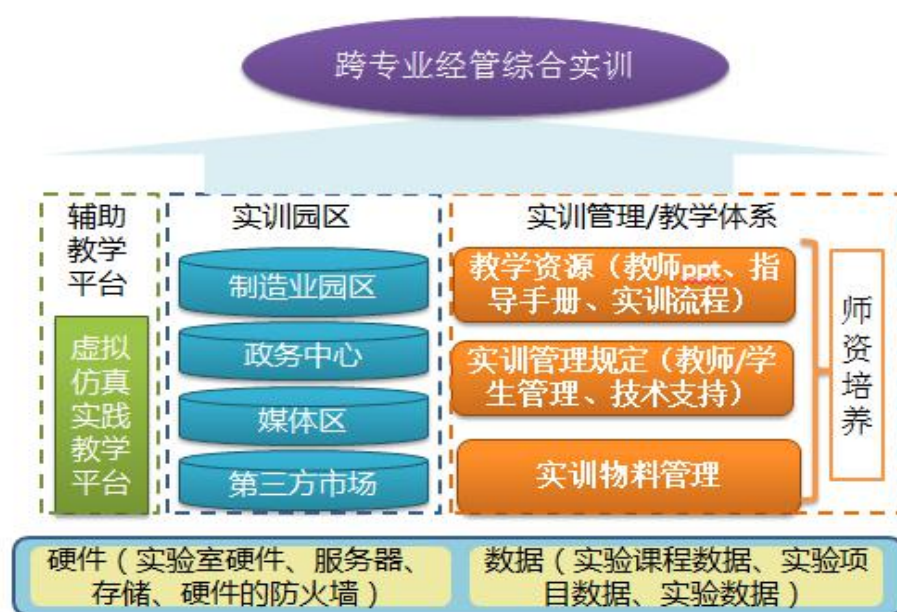 跨专业经管综合实训
辅助
教学
平台
虚拟
仿真
实践
教学
平台
实训园区
制造业园区
政务中心
媒体区
第三方市场
实训管理/教学体系
教学资源（教师ppt、指
导手册、实训流程）
实训管理规定（教师/学
生管理、技术支持）
实训物料管理
师
资
培
养
硬件（实验室硬件、服务器、
存储、硬件的防火墙）
数据（实验课程数据、实验项
目数据、实验数据）